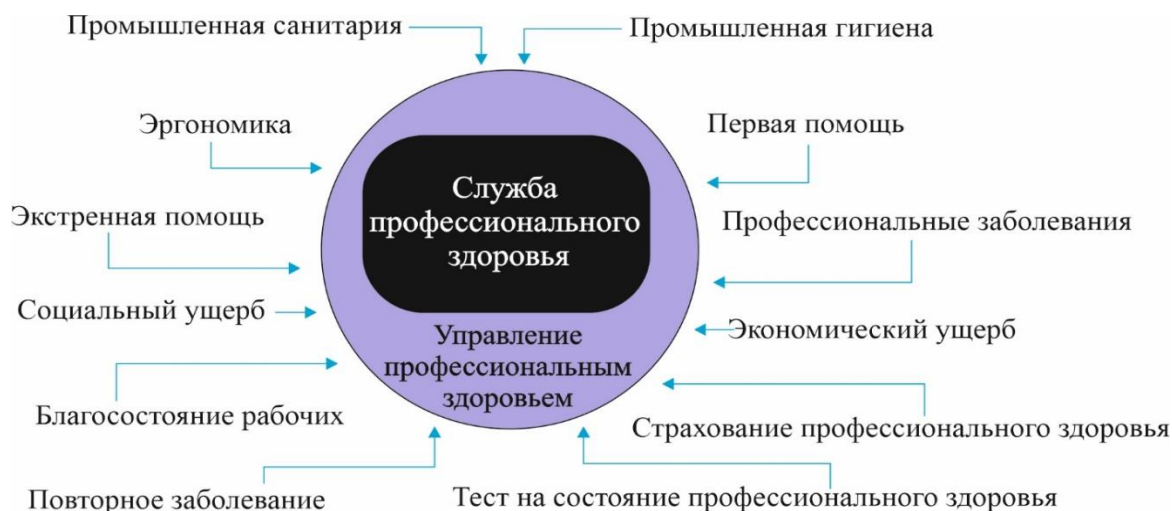 Промышленная санитария
Промышленная гигиена
Эргономика
Первая помощь
Служба
профессионального
здоровья
Экстренная помощь
Профессиональные заболевания
Социальный ущерб
Экономический ущерб
Управление
профессиональным
здоровьем
Благосостояние рабочих
Страхование профессионального здоровья
Повторное заболевание
Тест на состояние профессионального здоровья